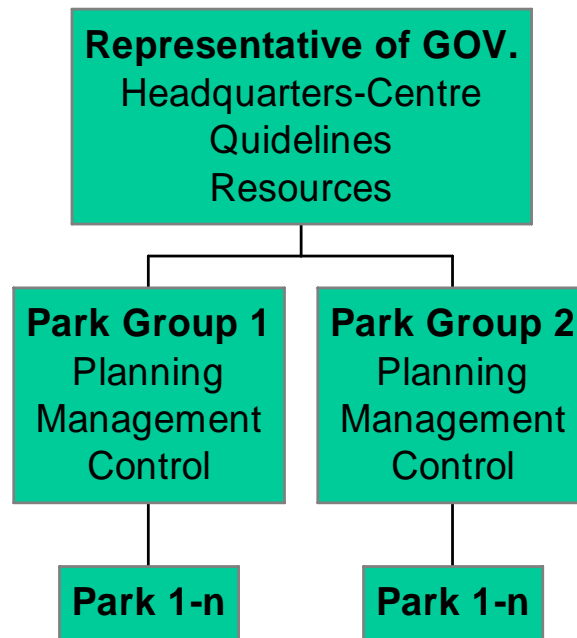 Representative of GOV.
Headquarters-Centre
Quidelines
Resources
Park Group 1
Planning
Management
Control
Park Group 2
Planning
Management
Control
Park 1-n
Park 1-n